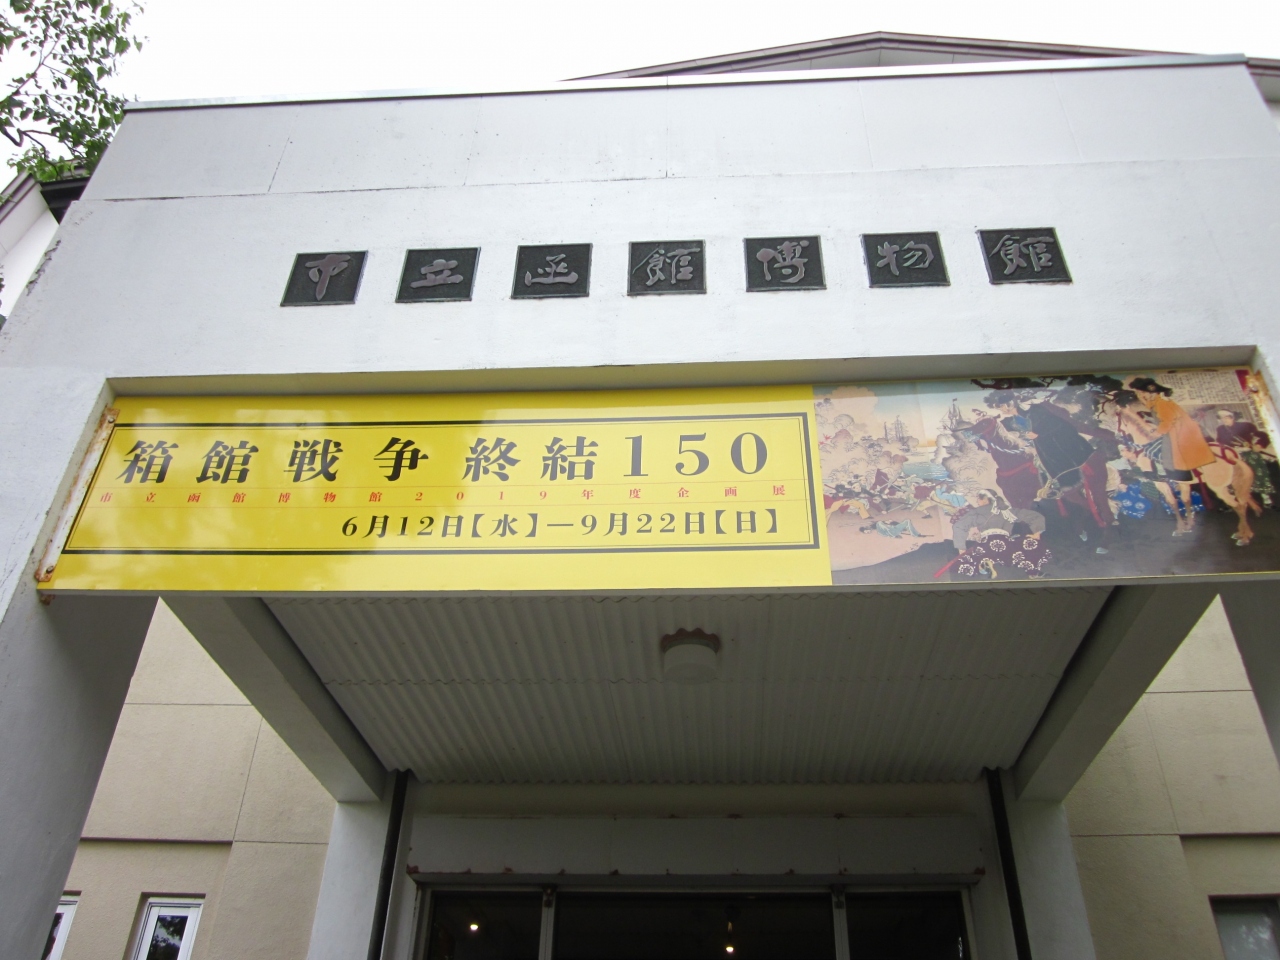 市立函館博物館
箱館戦争終結150
市立函館博物館2019年度企画展
6月12日【水】―9月22日【日】